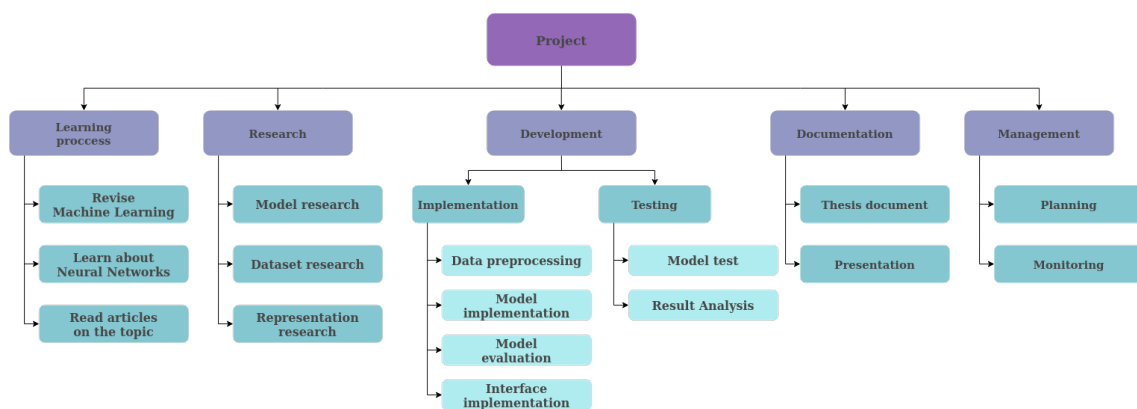 Project
Learning
proccess
Research
Development
Documentation
Management
Revise
Machine Learning
Model research
Implementation
Testing
Thesis document
Planning
Learn about
Neural Networks
Dataset research
Data preprocessing
Model test
Presentation
Monitoring
Read articles
on the topic
Representation
research
Model
implementation
Result Analysis
Model
evaluation
Interface
implementation